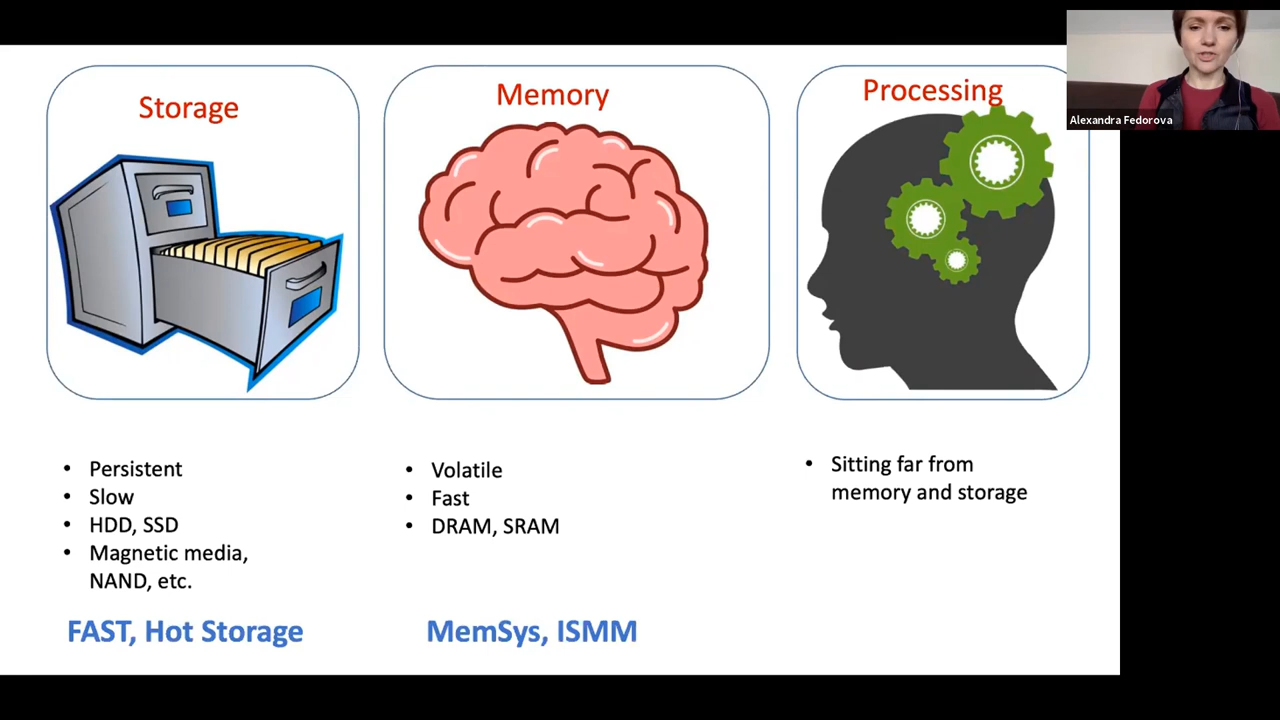 Storage
Memory
Processing
Alexandra Fedorova
• Persistent
• Slow
• HDD, SSD
• Magnetic media,
NAND, etc.
• Volatile
• Fast
• DRAM, SRAM
• Sitting far from
memory and storage
FAST, Hot Storage
MemSys, ISMM